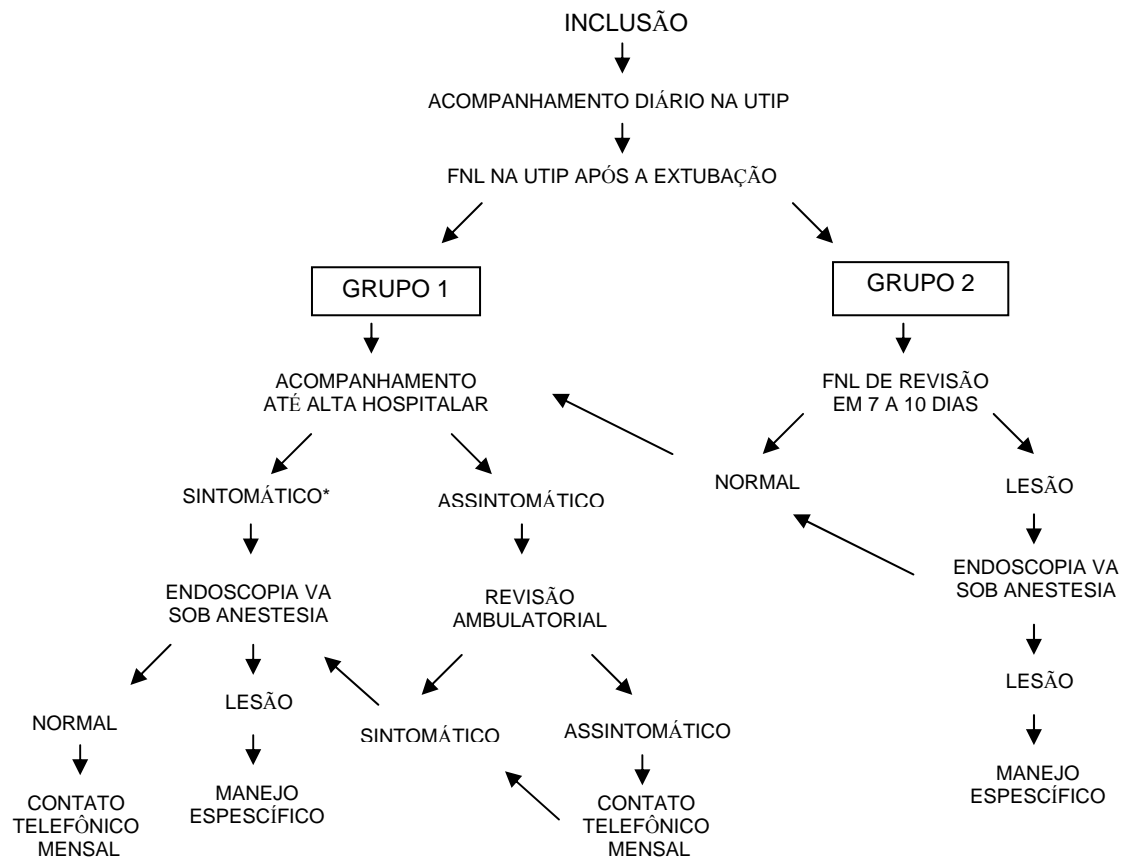 INCLUSÃO
ACOMPANHAMENTO DIÁRIO NA UTIP
FNL NA UTIP APÓS A EXTUBAÇÃO
GRUPO 1
GRUPO 2
ACOMPANHAMENTO
ATÉ ALTA HOSPITALAR
FNL DE REVISÃO
EM 7 A 10 DIAS
SINTOMÁTICO*
ASSINTOMÁTICO
NORMAL
LESÃO
ENDOSCOPIA VA
SOB ANESTESIA
REVISÃO
AMBULATORIAL
ENDOSCOPIA VA
SOB ANESTESIA
NORMAL
LESÃO
SINTOMÁTICO
ASSINTOMÁTICO
LESÃO
CONTATO
TELEFÔNICO
MENSAL
MANEJO
ESPESCÍFICO
CONTATO
TELEFÔNICO
MENSAL
MANEJO
ESPESCÍFICO